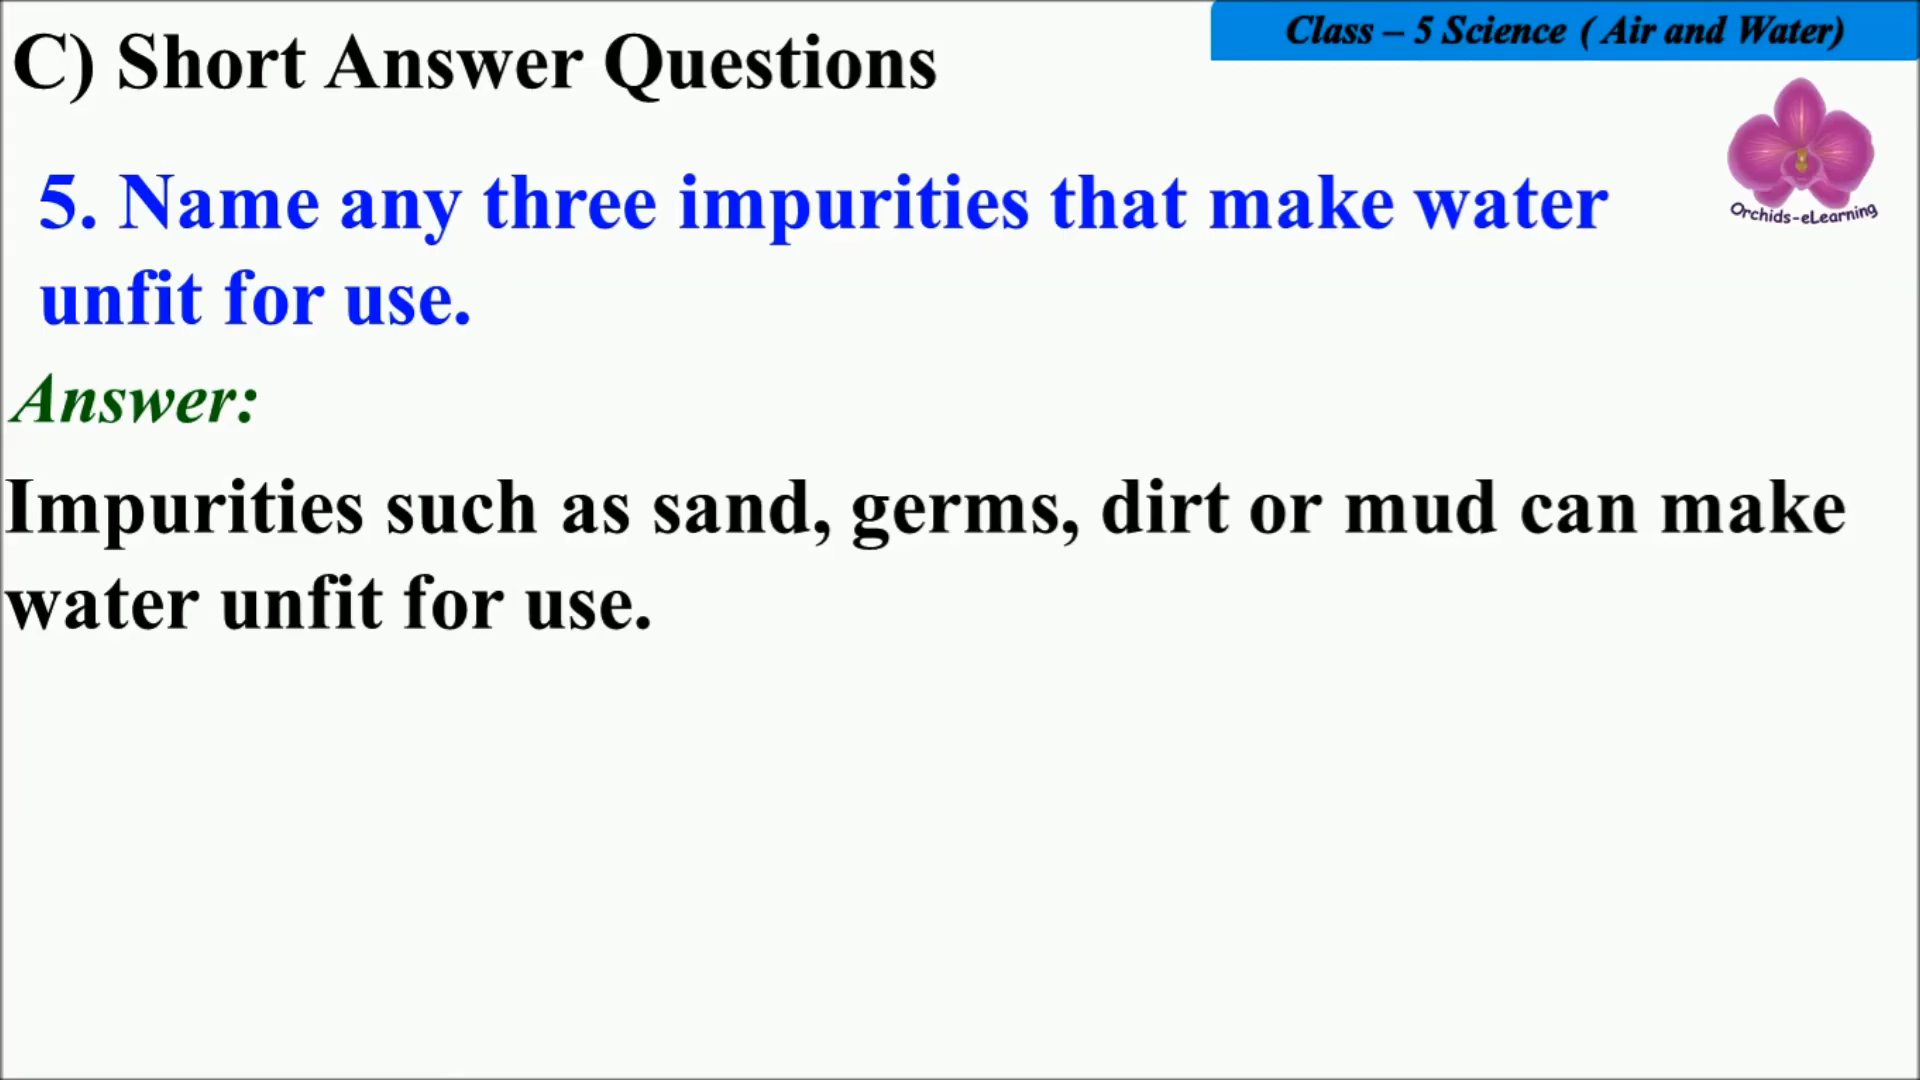 Class – 5 Science ( Air and Water)
C) Short Answer Questions
Orchids-eLearning
5. Name any three impurities that make water
unfit for use.
Answer:
Impurities such as sand, germs, dirt or mud can make
water unfit for use.